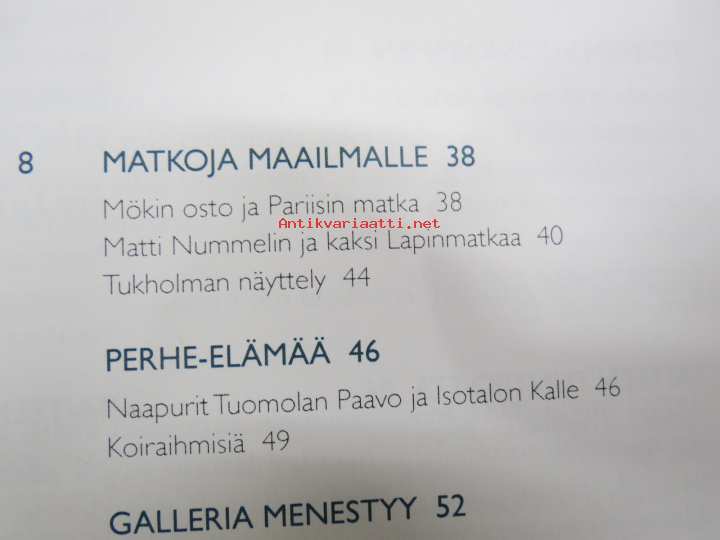 8 MATKOJA MAAILMALLE 38
Mökin osto ja Pariisin matka 38
Antikvariaatti.net
Matti Nummelin ja kaksi Lapinmatkaa 40
Tukholman näyttely 44
PERHE-ELÄMÄÄ 46
Naapurit Tuomolan Paavo ja Isotalon Kalle 46
Koiraihmisiä 49
GALLERIA MENESTYY 52